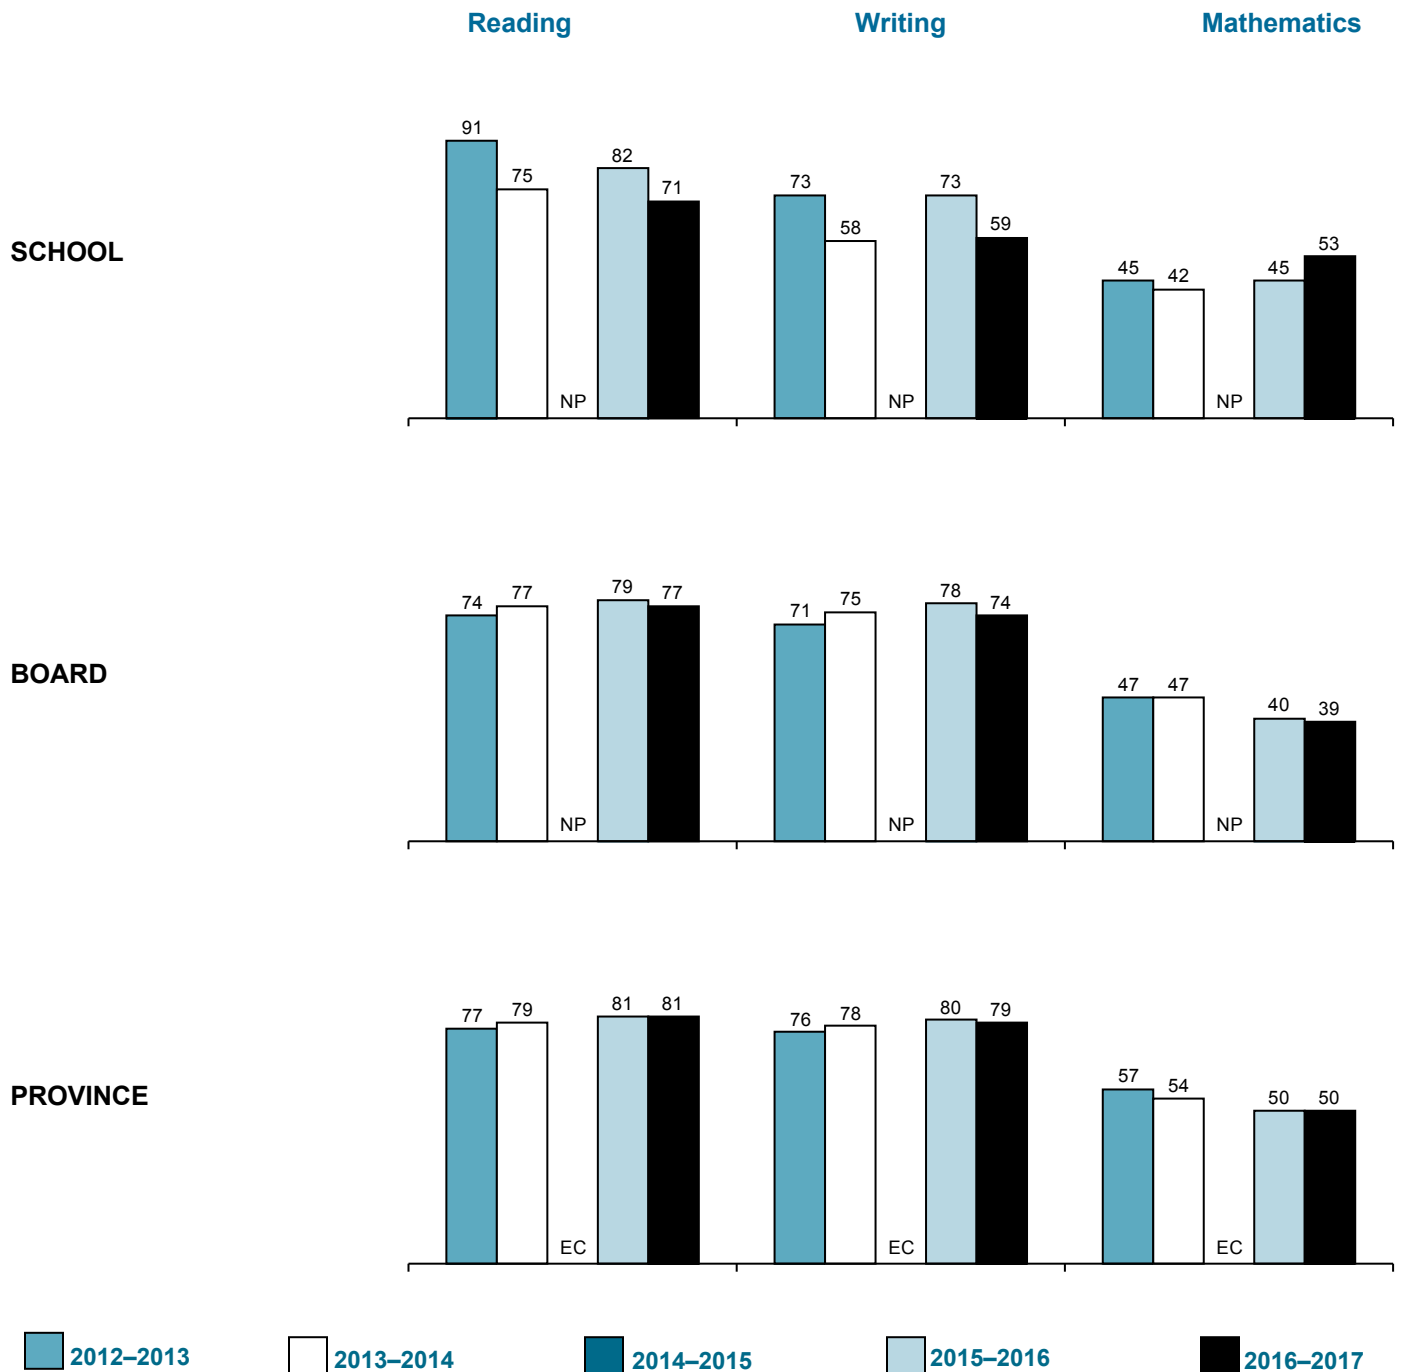 Reading Writing Mathematics
SCHOOL
91 75 NP 82 71 73 58 NP 73 59 45 42 NP 45 53
BOARD
74 77 NP 79 77 71 75 NP 78 74 47 47 NP 40 39
PROVINCE
77 79 EC 81 81 76 78 EC 80 79 57 54 EC 50 50
2012–2013 2013–2014 2014–2015 2015–2016 2016–2017